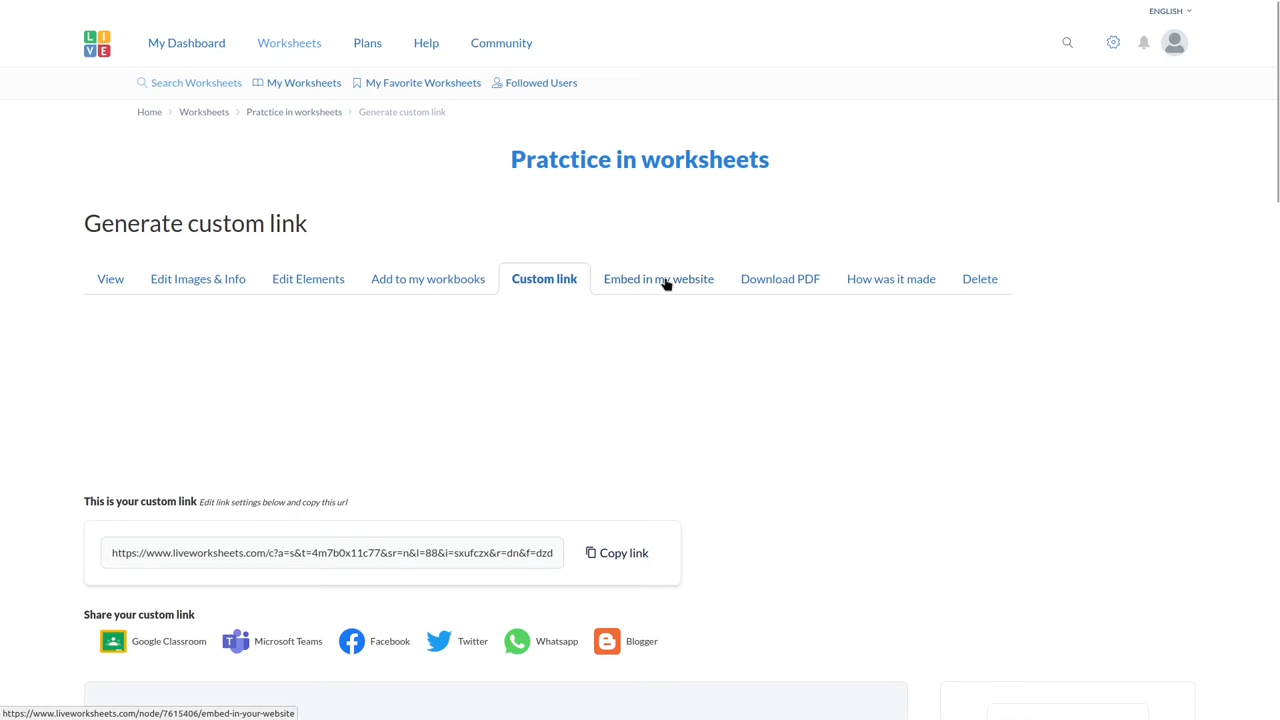 ENGLISH
LIVE
My Dashboard Worksheets Plans Help Community
Search Worksheets My Worksheets My Favorite Worksheets Followed Users
Home Worksheets Pratctice in worksheets Generate custom link
Pratctice in worksheets
Generate custom link
View Edit Images & Info Edit Elements Add to my workbooks Custom link Embed in my website Download PDF How was it made Delete
This is your custom link Edit link settings below and copy this url
https://www.liveworksheets.com/c?a=s&t=4m7b0x11c77&sr=n&l=88&i=sxufczx&r=dn&f=dzd Copy link
Share your custom link
Google Classroom Microsoft Teams Facebook Twitter Whatsapp Blogger
https://www.liveworksheets.com/node/7615406/embed-in-your-website